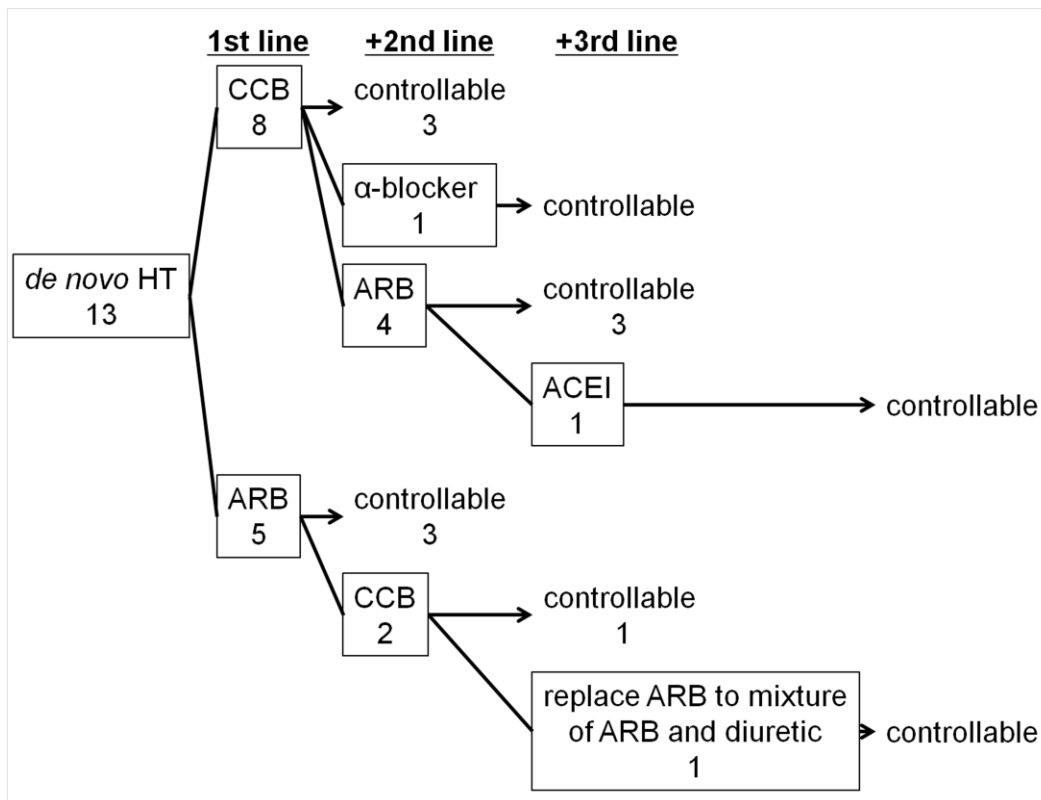 1st line +2nd line +3rd line
CCB
8
controllable
3
α-blocker
1
controllable
de novo HT
13
ARB
4
controllable
3
ACEI
1
controllable
ARB
5
controllable
3
CCB
2
controllable
1
replace ARB to mixture
of ARB and diuretic
1
controllable